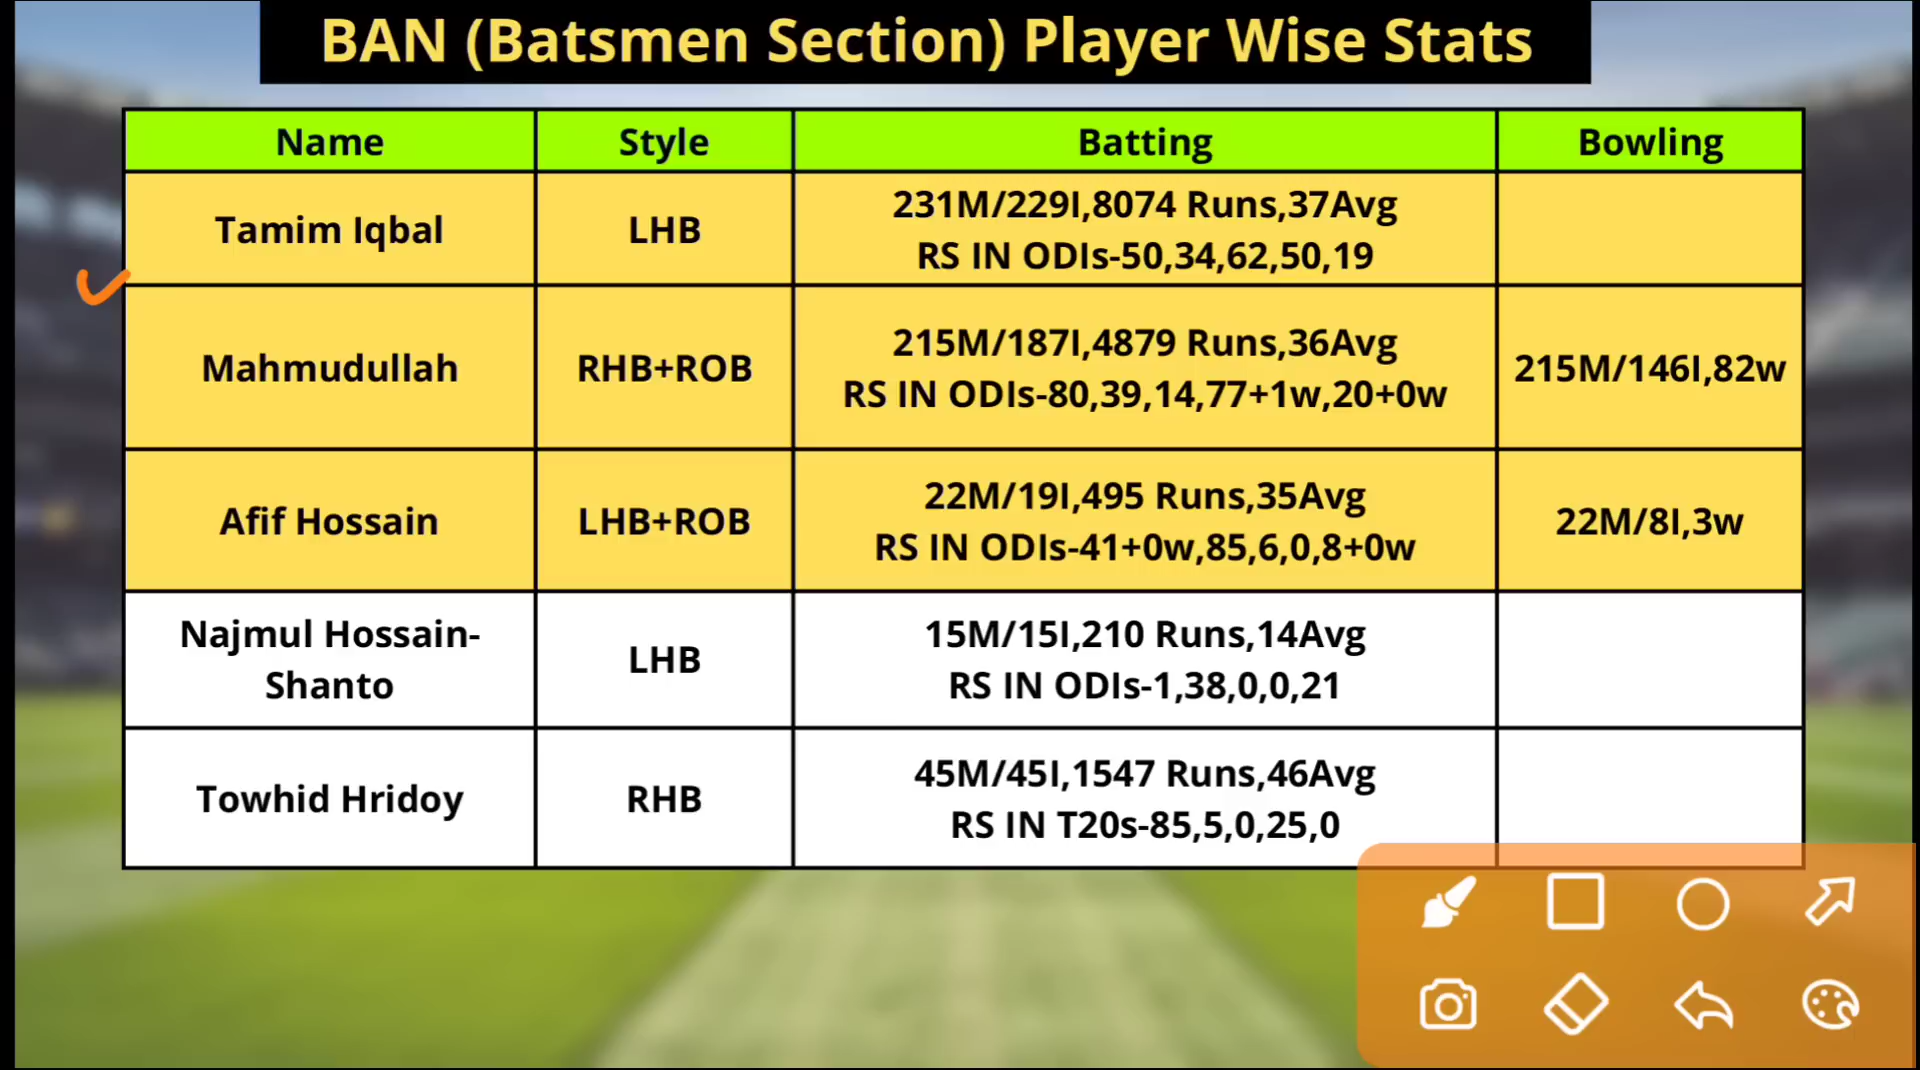 BAN (Batsmen Section) Player Wise Stats
Name Style Batting Bowling
Tamim Iqbal LHB 231M/229I,8074 Runs,37Avg
RS IN ODIs-50,34,62,50,19
Mahmudullah RHB+ROB 215M/187I,4879 Runs,36Avg
RS IN ODIs-80,39,14,77+1w,20+0w
215M/146I,82w
Afif Hossain LHB+ROB 22M/19I,495 Runs,35Avg
RS IN ODIs-41+0w,85,6,0,8+0w
22M/8I,3w
Najmul Hossain-
Shanto
LHB
15M/15I,210 Runs,14Avg
RS IN ODIs-1,38,0,0,21
Towhid Hridoy RHB 45M/45I,1547 Runs,46Avg
RS IN T20s-85,5,0,25,0